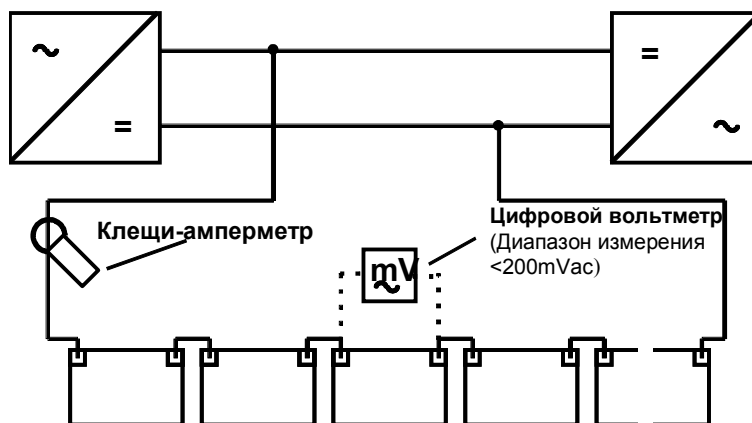 ~
=
=
~
Клещи-амперметр
Цифровой вольтметр
(Диапазон измерения
<200mVac)
mV
~